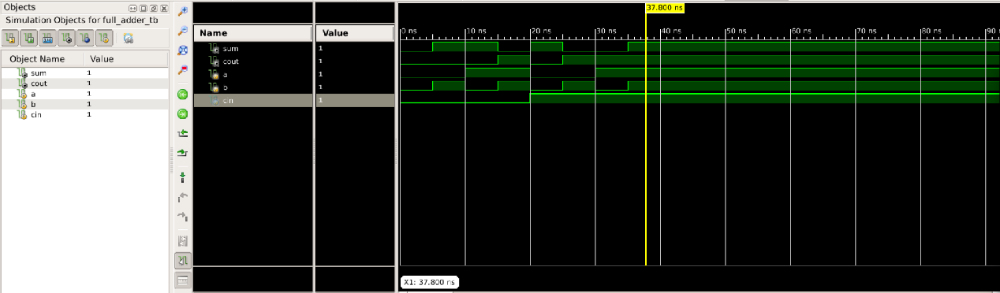 Objects
Simulation Objects for full_adder_tb
Object Name Value
sum 1
cout 1
a 1
b 1
cin 1
Name Value
sum 1
cout 1
a 1
b 1
cin 1
37.800 ns
0 ns 10 ns 20 ns 30 ns 40 ns 50 ns 60 ns 70 ns 80 ns 90
X1: 37.800 ns